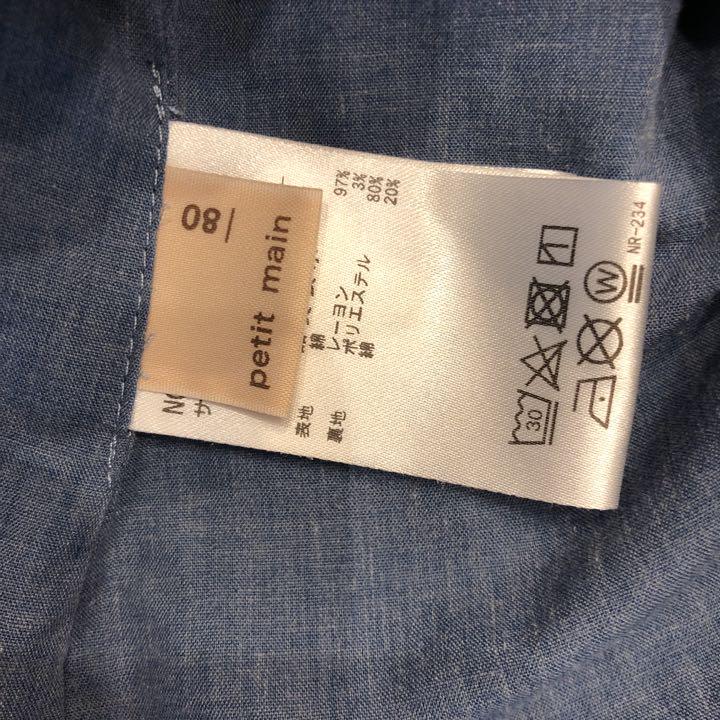 08
petit main
表地 綿 97%
レーヨン 3%
裏地 ポリエステル 80%
綿 20%
30
W
NR-234